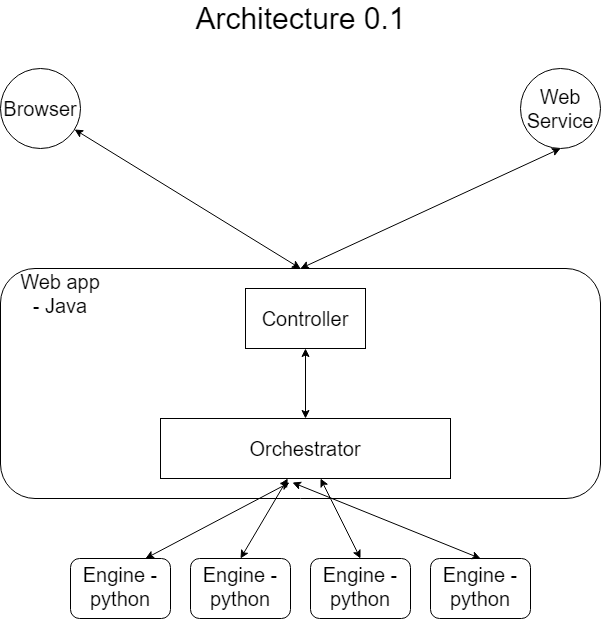 Architecture 0.1
Browser
Web
Service
Web app
- Java
Controller
Orchestrator
Engine -
python
Engine -
python
Engine -
python
Engine -
python